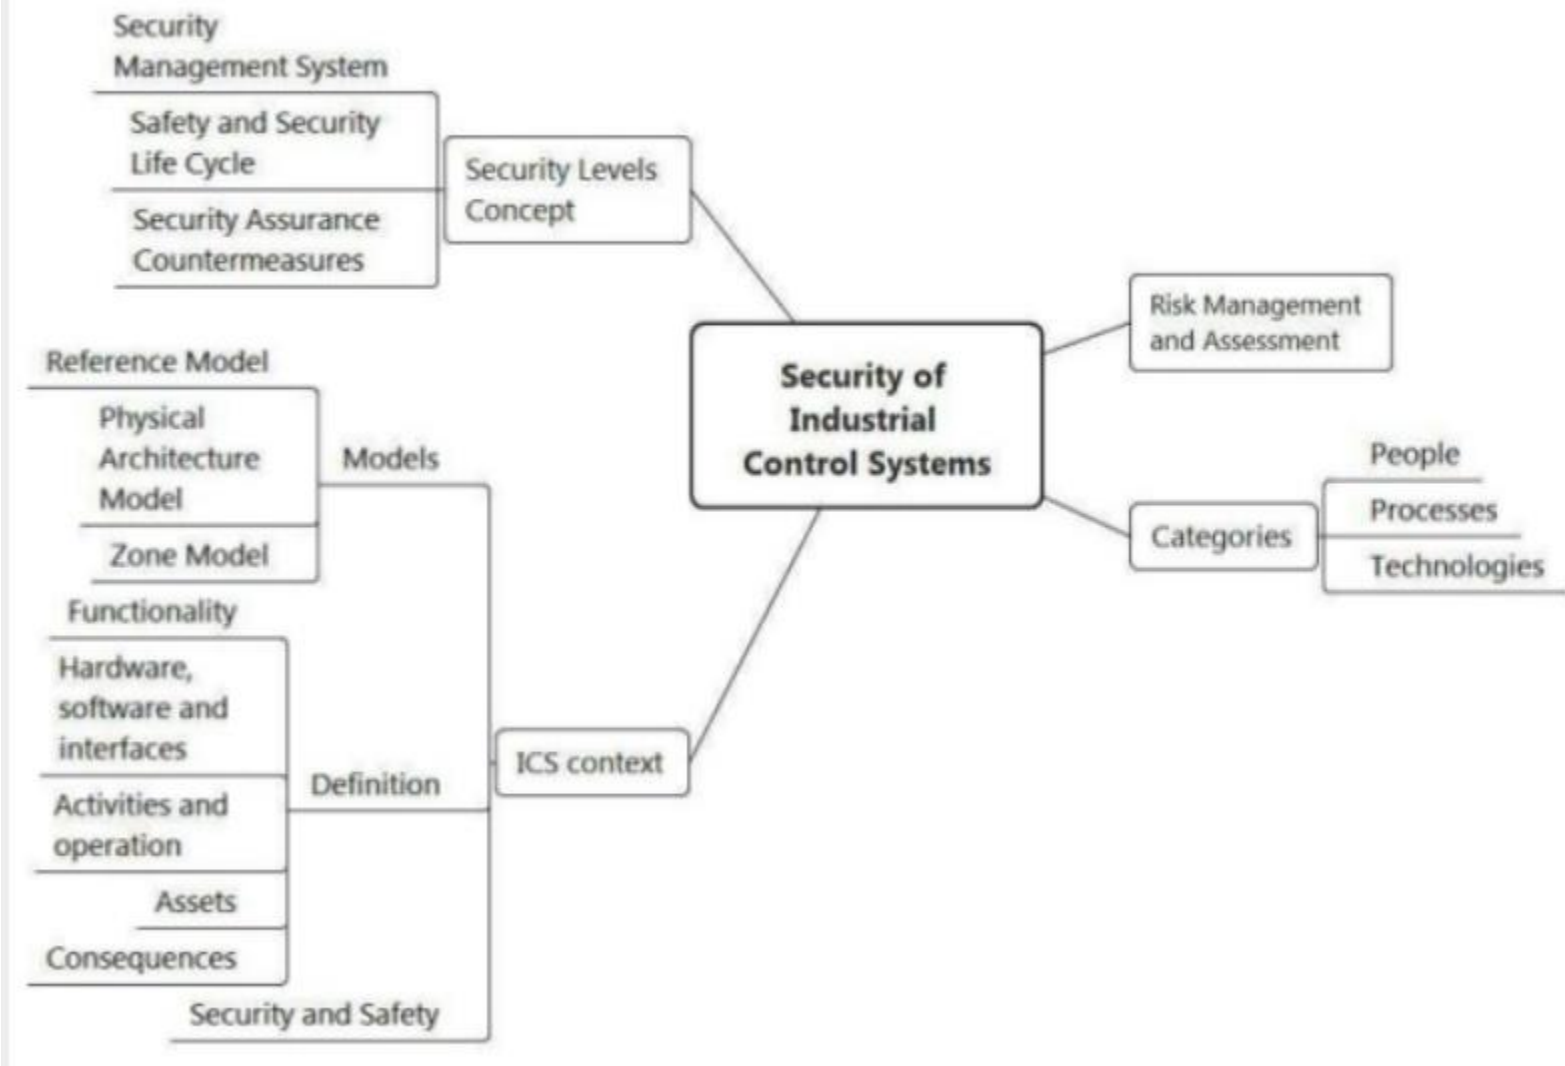 Security
Management System
Safety and Security
Life Cycle
Security Assurance
Countermeasures
Security Levels
Concept
Reference Model
Physical
Architecture
Model
Zone Model
Models
Functionality
Hardware,
software and
interfaces
Activities and
operation
Assets
Consequences
Definition
Security and Safety
ICS context
Security of
Industrial
Control Systems
Risk Management
and Assessment
Categories
People
Processes
Technologies